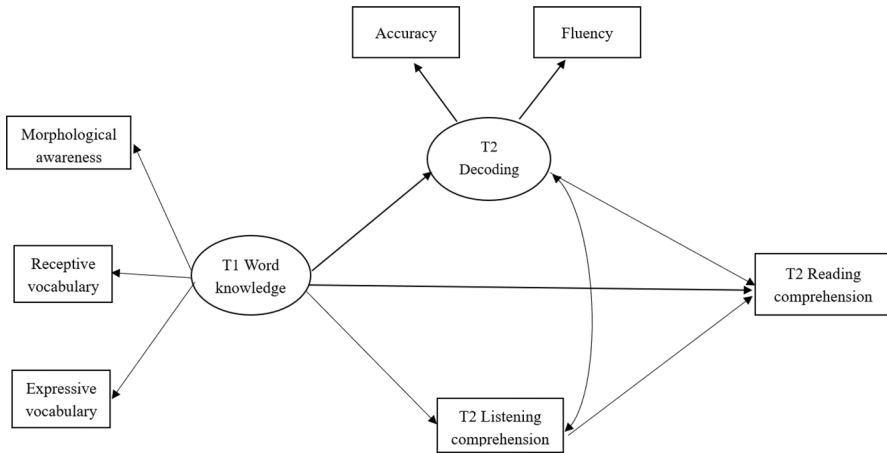 Accuracy
Fluency
Morphological
awareness
T2
Decoding
Receptive
vocabulary
T1 Word
knowledge
T2 Reading
comprehension
Expressive
vocabulary
T2 Listening
comprehension